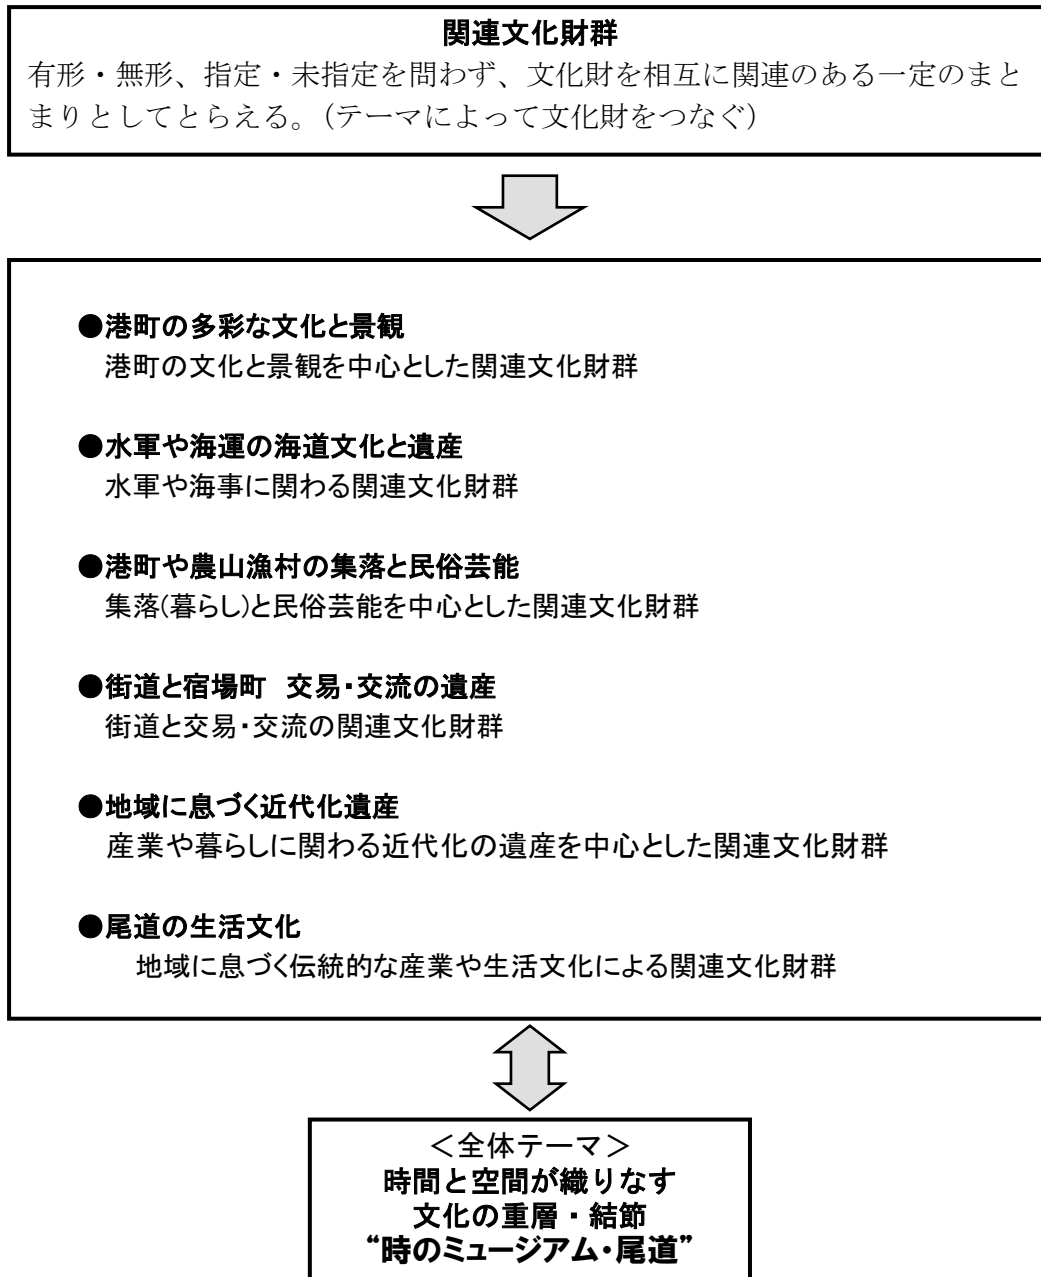 関連文化財群
有形・無形、指定・未指定を問わず、文化財を相互に関連のある一定のまと
まりとしてとらえる。（テーマによって文化財をつなぐ）
●港町の多彩な文化と景観
港町の文化と景観を中心とした関連文化財群
●水軍や海運の海道文化と遺産
水軍や海事に関わる関連文化財群
●港町や農山漁村の集落と民俗芸能
集落(暮らし)と民俗芸能を中心とした関連文化財群
●街道と宿場町　交易・交流の遺産
街道と交易・交流の関連文化財群
●地域に息づく近代化遺産
産業や暮らしに関わる近代化の遺産を中心とした関連文化財群
●尾道の生活文化
地域に息づく伝統的な産業や生活文化による関連文化財群
＜全体テーマ＞
時間と空間が織りなす
文化の重層・結節
“時のミュージアム・尾道”